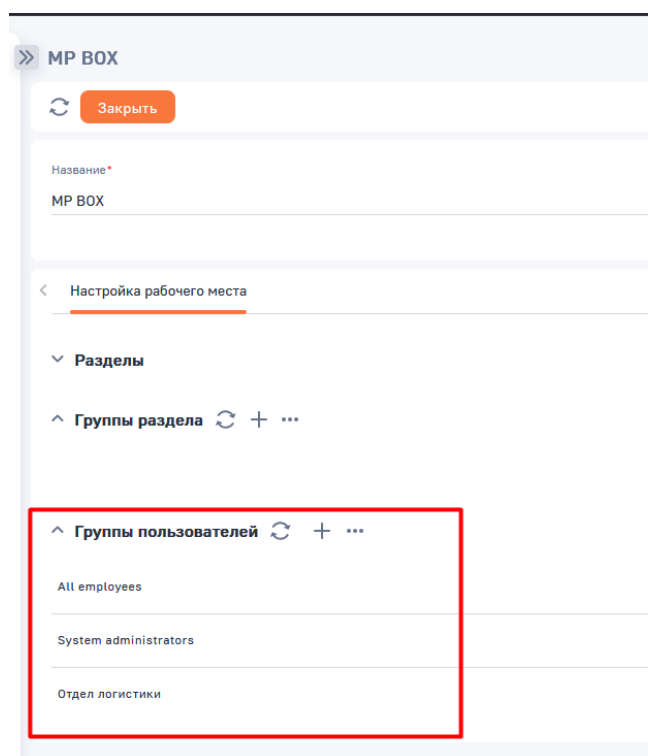 MP BOX
Закрыть
Название*
MP BOX
Настройка рабочего места
Разделы
Группы раздела
Группы пользователей
All employees
System administrators
Отдел логистики